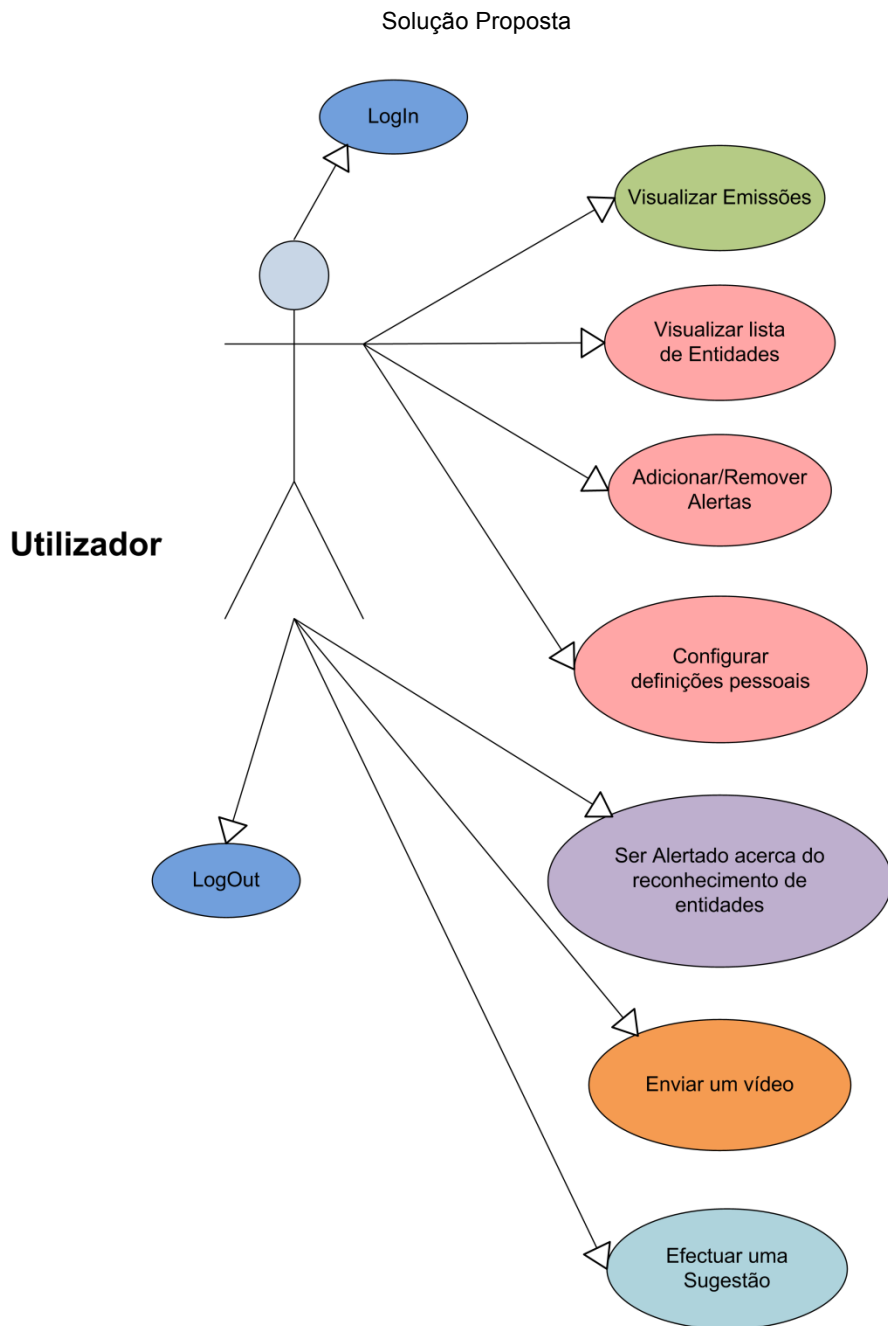 Solução Proposta
LogIn
Visualizar Emissões
Visualizar lista
de Entidades
Adicionar/Remover
Alertas
Utilizador
Configurar
definições pessoais
Ser Alertado acerca do
reconhecimento de
entidades
LogOut
Enviar um vídeo
Efectuar uma
Sugestão